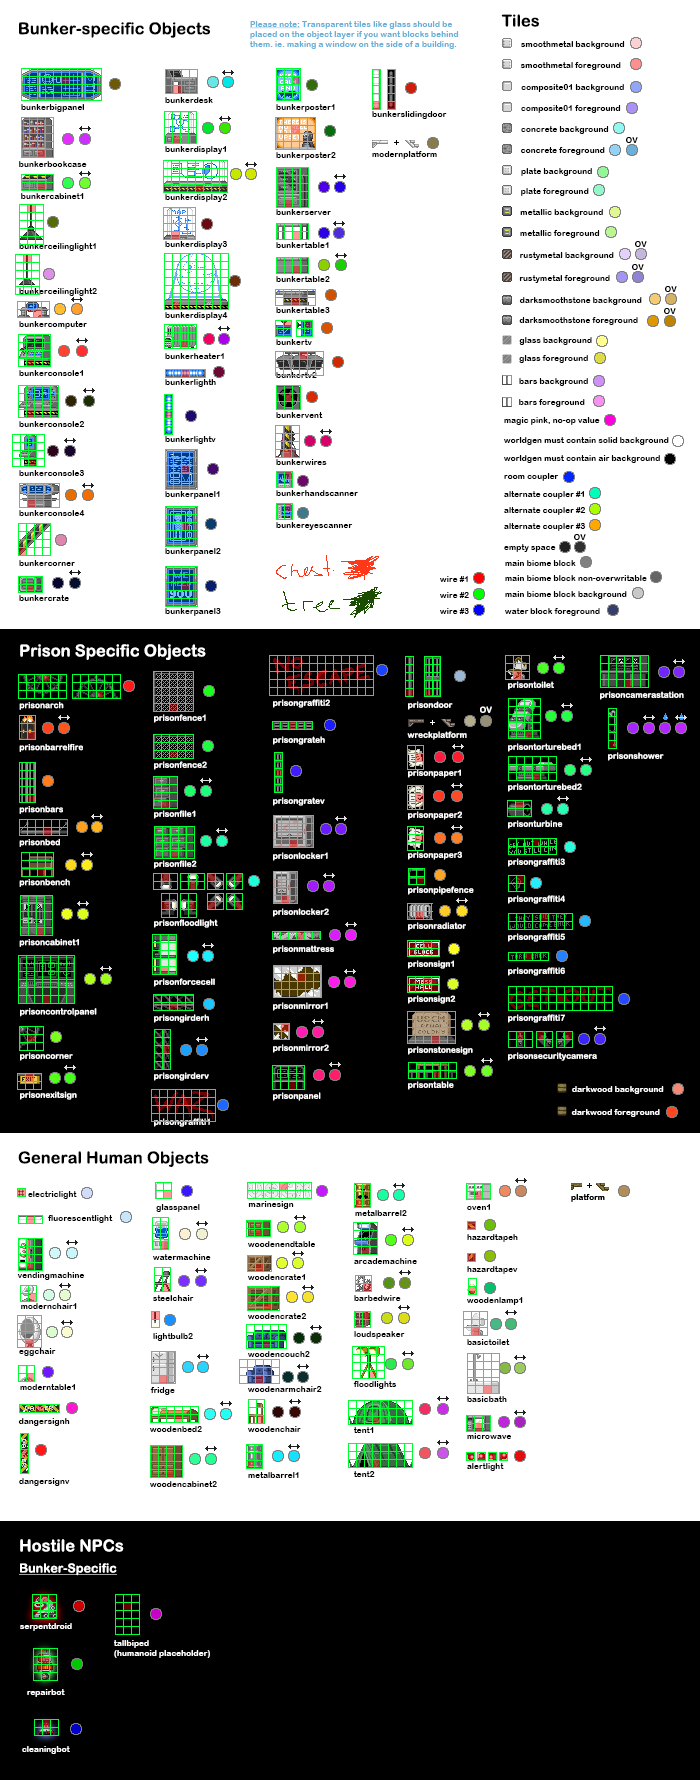 Bunker-specific Objects
Please note: Transparent tiles like glass should be
placed on the object layer if you want blocks behind
them. ie. making a window on the side of a building.
bunkerbigpanel
bunkerbookcase
bunkercabinet1
bunkerceilinglight1
bunkerceilinglight2
bunkercomputer
bunkerconsole1
bunkerconsole2
bunkerconsole3
bunkerconsole4
bunkercorner
bunkercrate
bunkerdesk
bunkerdisplay1
bunkerdisplay2
bunkerdisplay3
bunkerdisplay4
bunkerheater1
bunkerlighth
bunkerlightv
bunkerpanel1
bunkerpanel2
bunkerpanel3
bunkerposter1
bunkerposter2
bunkerserver
bunkertable1
bunkertable2
bunkertable3
bunkertv
bunkertv2
bunkervent
bunkerwires
bunkerhandscanner
bunkereyescanner
chest
tree
bunkerslidingdoor
+
modernplatform
wire #1
wire #2
wire #3
Tiles
smoothmetal background
smoothmetal foreground
composite01 background
composite01 foreground
concrete background
OV
concrete foreground
plate background
plate foreground
metallic background
metallic foreground
OV
rustymetal background
OV
rustymetal foreground
OV
darksmoothstone background
OV
darksmoothstone foreground
glass background
glass foreground
bars background
bars foreground
magic pink, no-op value
worldgen must contain solid background
worldgen must contain air background
room coupler
alternate coupler #1
alternate coupler #2
alternate coupler #3
OV
empty space
main biome block
main biome block non-overwritable
main biome block background
water block foreground
Prison Specific Objects
prisonarch
prisonbarrelfire
prisonbars
prisonbed
prisonbench
prisoncabinet1
prisoncontrolpanel
prisoncorner
prisonexitsign
prisonfence1
prisonfence2
prisonfile1
prisonfile2
prisonfloodlight
prisonforcecell
prisongirderh
prisongirderv
WAZ
prisongraffiti1
NO
ESCAPE
prisongraffiti2
prisongrateh
prisongratev
prisonlocker1
prisonlocker2
prisonmattress
prisonmirror1
prisonmirror2
prisonpanel
prisondoor
+
OV
wreckplatform
prisonpaper1
prisonpaper2
prisonpaper3
prisonpipefence
prisonradiator
CELL
BLOCK
prisonsign1
MESS
HALL
prisonsign2
USCM
PENAL
COLONY
prisonstonesign
prisontable
prisontoilet
prisontorturebed1
prisontorturebed2
prisonturbine
prisongraffiti3
prisongraffiti4
prisongraffiti5
prisongraffiti6
prisongraffiti7
prisonsecuritycamera
prisoncamerastation
prisonshower
darkwood background
darkwood foreground
General Human Objects
electriclight
fluorescentlight
vendingmachine
modernchair1
eggchair
moderntable1
dangersignh
dangersignv
glasspanel
watermachine
steelchair
lightbulb2
fridge
woodenbed2
woodencabinet2
marinesign
woodenendtable
woodencrate1
woodencrate2
woodencouch2
woodenarmchair2
woodenchair
metalbarrel1
metalbarrel2
arcademachine
barbedwire
loudspeaker
floodlights
tent1
tent2
oven1
hazardtapeh
hazardtapev
woodenlamp1
basictoilet
basicbath
microwave
alertlight
+
platform
Hostile NPCs
Bunker-Specific
serpentdroid
repairbot
cleaningbot
tallbiped
(humanoid placeholder)